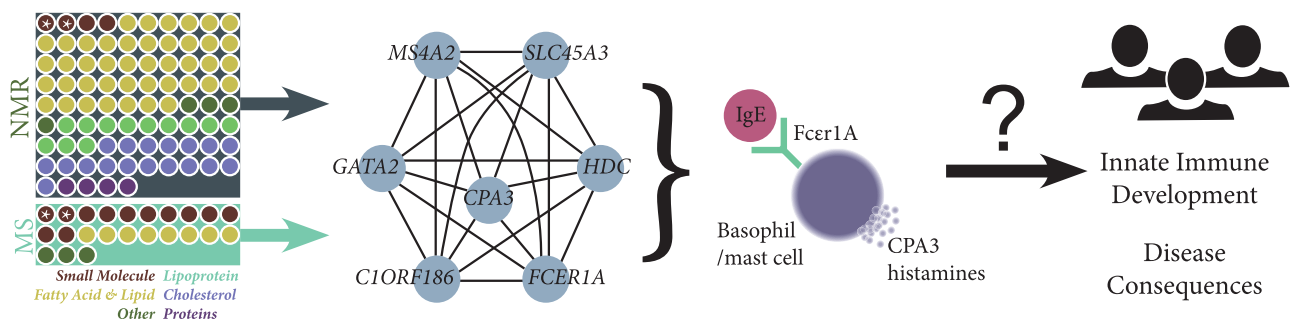 NMR
MS
Small Molecule Lipoprotein
Fatty Acid & Lipid Cholesterol
Other Proteins
MS4A2
SLC45A3
GATA2
HDC
CPA3
C1ORF186
FCER1A
}
IgE
Fcεr1A
Basophil
/mast cell
CPA3
histamines
?
Innate Immune
Development
Disease
Consequences